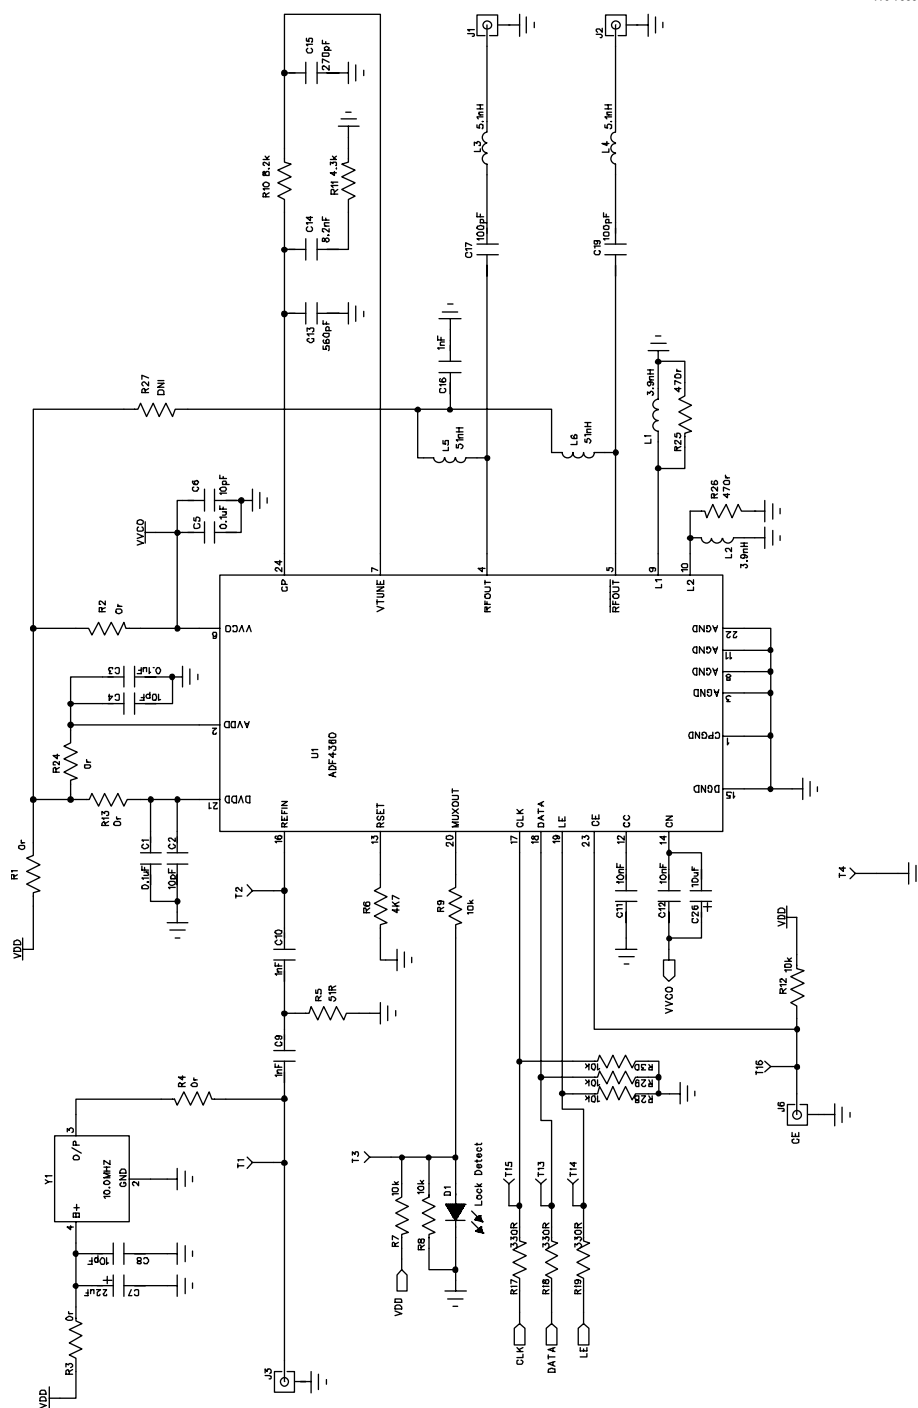 C15
270pF
R10 8.2k
R11 4.3k
C14
8.2nF
C13
560pF
J1
5.1nH
L3
100pF
C17
J2
5.1nH
L4
100pF
C19
1nF
C16
R27
DNI
L5
51nH
L6
51nH
3.9nH
L1
470r
R25
R26
470r
L2
3.9nH
VVCO
C6
10pF
C5
0.1uF
R2
0r
C3
0.1uF
C4
10pF
R24
0r
R13
0r
R1
0r
VDD
C1
0.1uF
C2
10pF
24
CP
7
VTUNE
4
RFOUT
5
RFOUT
9
L1
10
L2
VVCO
6
AVDD
2
DVDD
21
U1
ADF4360
AGND
22
AGND
11
AGND
8
AGND
3
CPGND
1
DGND
15
REFIN
16
RSET
13
MUXOUT
20
CLK
17
DATA
18
LE
19
CE
23
CC
12
CN
14
T2
C10
1nF
R5
51R
C9
1nF
R4
0r
T1
Y1
10.0MHZ
O/P
3
GND
2
B+
4
10pF
C8
22uF
C7
+
R3
0r
VDD
J3
R6
4K7
R9
10k
T3
10k
R7
10k
R8
D1
Lock Detect
VDD
10nF
C11
10nF
C12
10uF
C26
+
VVCO
T4
VDD
R12 10k
T16
J6
CE
10k
R30
10k
R29
10k
R28
T15
T13
T14
330R
R17
330R
R18
330R
R19
CLK
DATA
LE